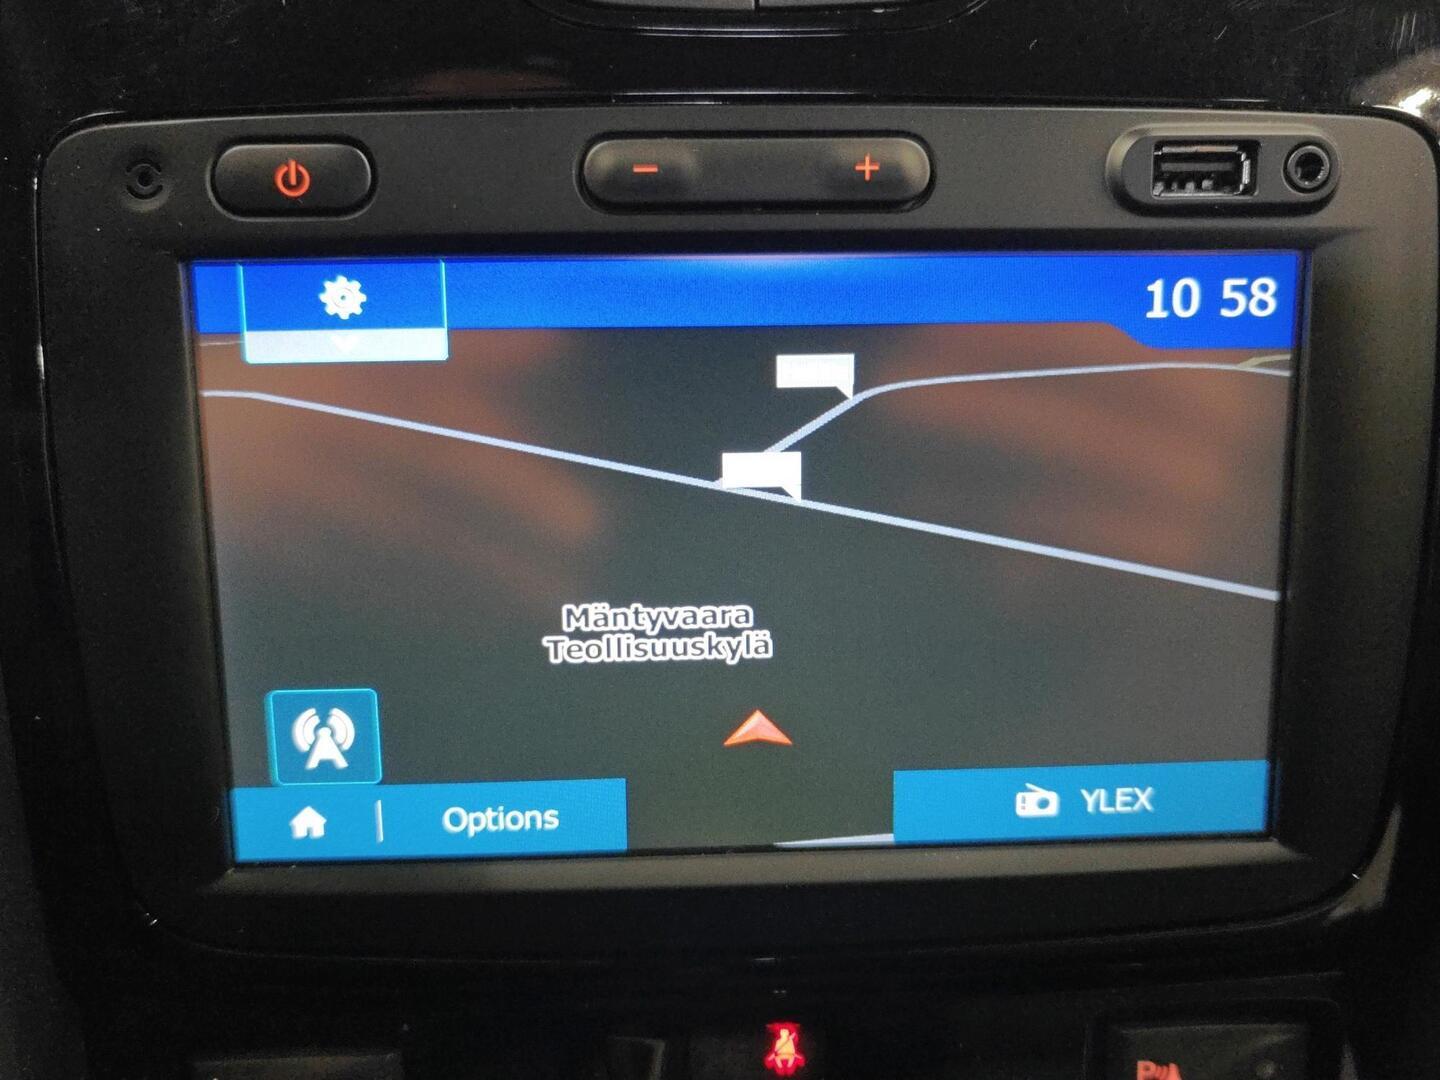 10 58
Mäntyvaara
Teollisuuskylä
Options
YLEX
P